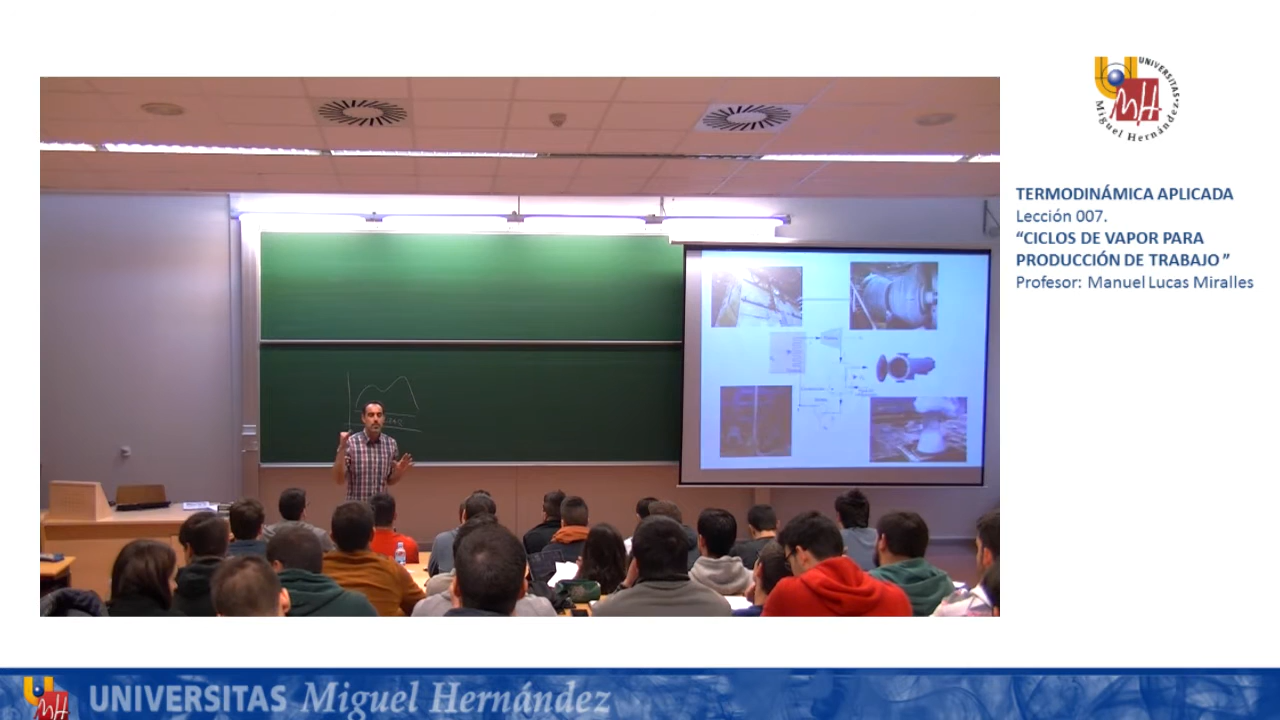 UNIVERSITAS
Miguel Hernández
TERMODINÁMICA APLICADA
Lección 007.
“CICLOS DE VAPOR PARA
PRODUCCIÓN DE TRABAJO ”
Profesor: Manuel Lucas Miralles
UNIVERSITAS Miguel Hernández